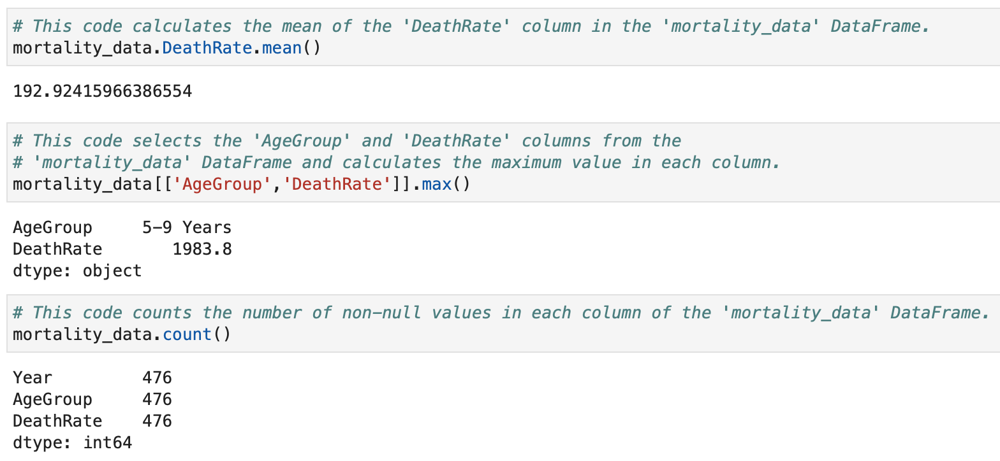 # This code calculates the mean of the 'DeathRate' column in the 'mortality_data' DataFrame.
mortality_data.DeathRate.mean()
192.92415966386554
# This code selects the 'AgeGroup' and 'DeathRate' columns from the
# 'mortality_data' DataFrame and calculates the maximum value in each column.
mortality_data[['AgeGroup','DeathRate']].max()
AgeGroup     5–9 Years
DeathRate       1983.8
dtype: object
# This code counts the number of non–null values in each column of the 'mortality_data' DataFrame.
mortality_data.count()
Year         476
AgeGroup     476
DeathRate    476
dtype: int64